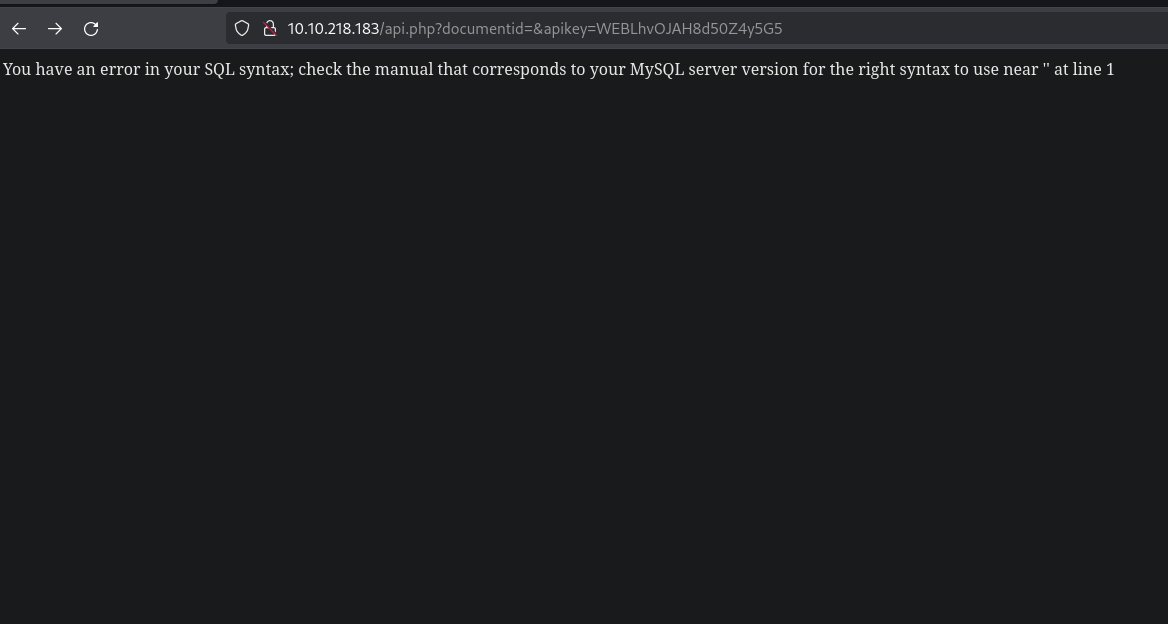 10.10.218.183/api.php?documentid=&apikey=WEBLhvOJAH8d50Z4y5G5
You have an error in your SQL syntax; check the manual that corresponds to your MySQL server version for the right syntax to use near '' at line 1